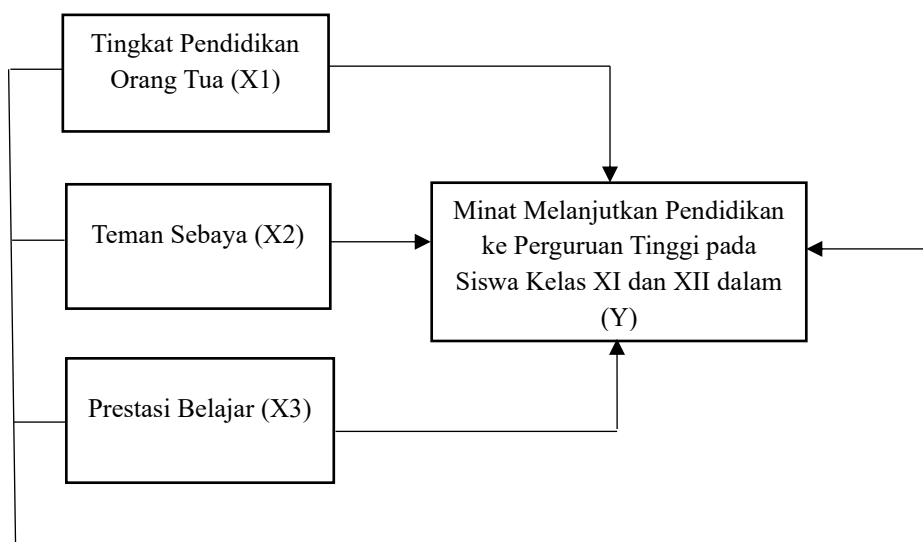 Tingkat Pendidikan
Orang Tua (X1)
Teman Sebaya (X2)
Minat Melanjutkan Pendidikan
ke Perguruan Tinggi pada
Siswa Kelas XI dan XII dalam
(Y)
Prestasi Belajar (X3)